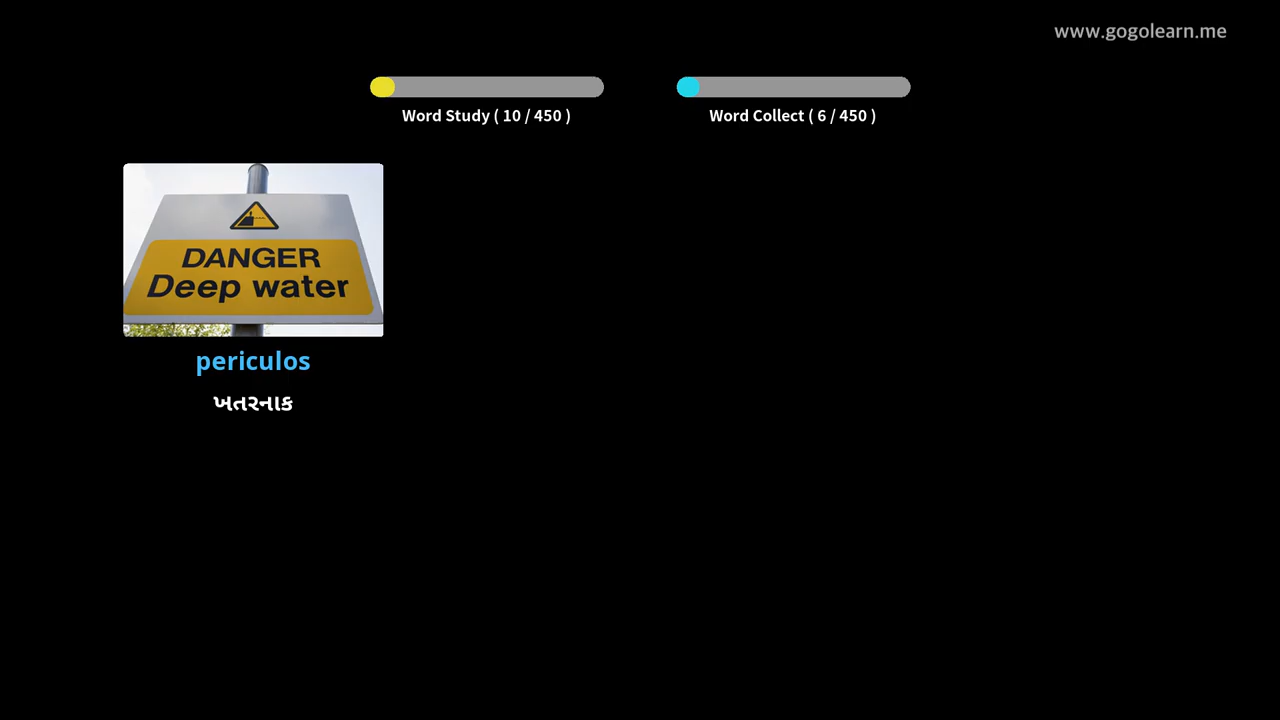 www.gogolearn.me
Word Study ( 10 / 450 )
Word Collect ( 6 / 450 )
DANGER
Deep water
periculos
ખતરનાક